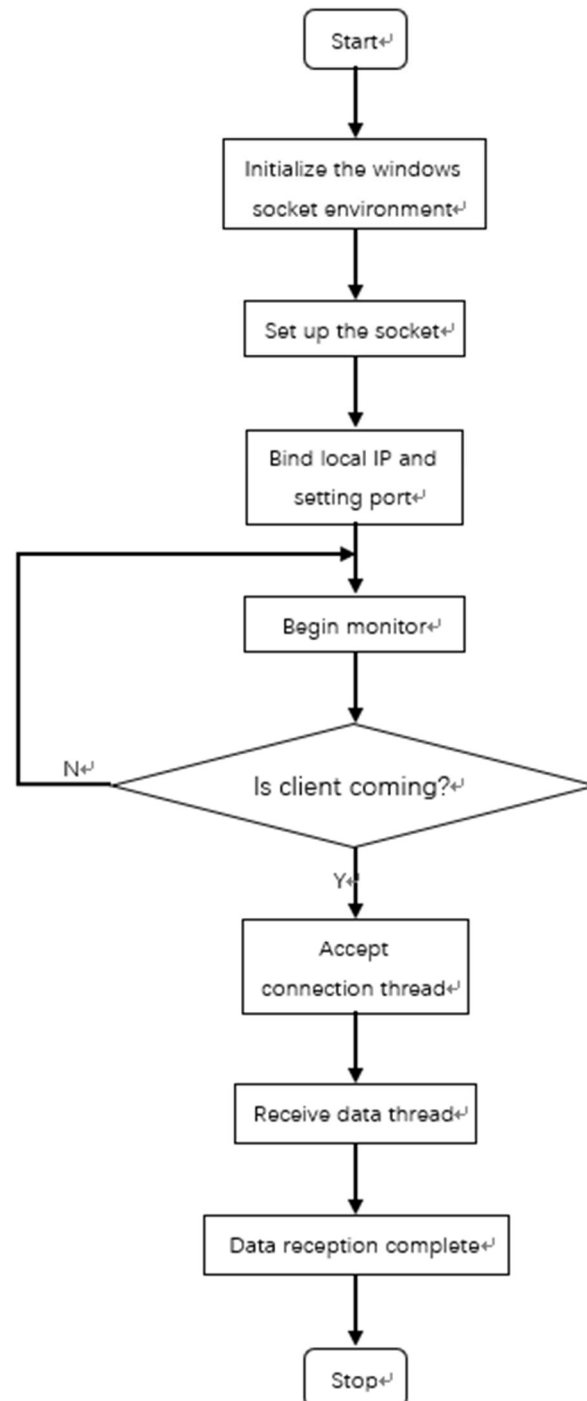 Start↵
Initialize the windows
socket environment↵
Set up the socket↵
Bind local IP and
setting port↵
Begin monitor↵
N↵
Is client coming?↵
Y↵
Accept
connection thread↵
Receive data thread↵
Data reception complete↵
Stop↵